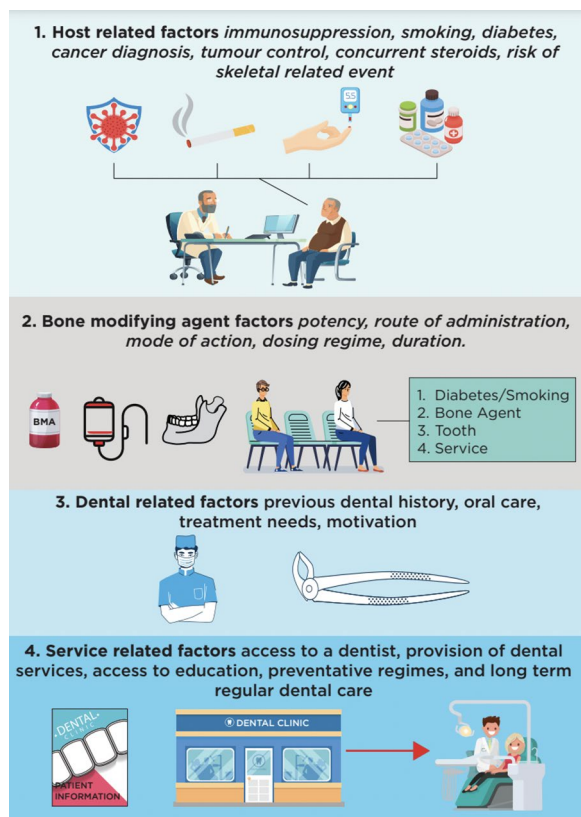 1. Host related factors immunosuppression, smoking, diabetes,
cancer diagnosis, tumour control, concurrent steroids, risk of
skeletal related event
5.5
2. Bone modifying agent factors potency, route of administration,
mode of action, dosing regime, duration.
BMA
1. Diabetes/Smoking
2. Bone Agent
3. Tooth
4. Service
3. Dental related factors previous dental history, oral care,
treatment needs, motivation
4. Service related factors access to a dentist, provision of dental
services, access to education, preventative regimes, and long term
regular dental care
DENTAL
CLINIC
PATIENT
INFORMATION
DENTAL CLINIC